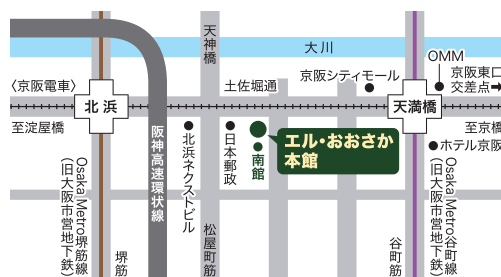 天神橋
大川
OMM
京阪シティモール
京阪東口
交差点
〈京阪電車〉
北浜
土佐堀通
天満橋
至淀屋橋
至京橋
阪神高速環状線
北浜ネクストビル
日本郵政
南館
エル・おおさか
本館
ホテル京阪
Osaka Metro堺筋線
(旧大阪市営地下鉄)
堺筋
松屋町筋
谷町筋
Osaka Metro谷町線
(旧大阪市営地下鉄)